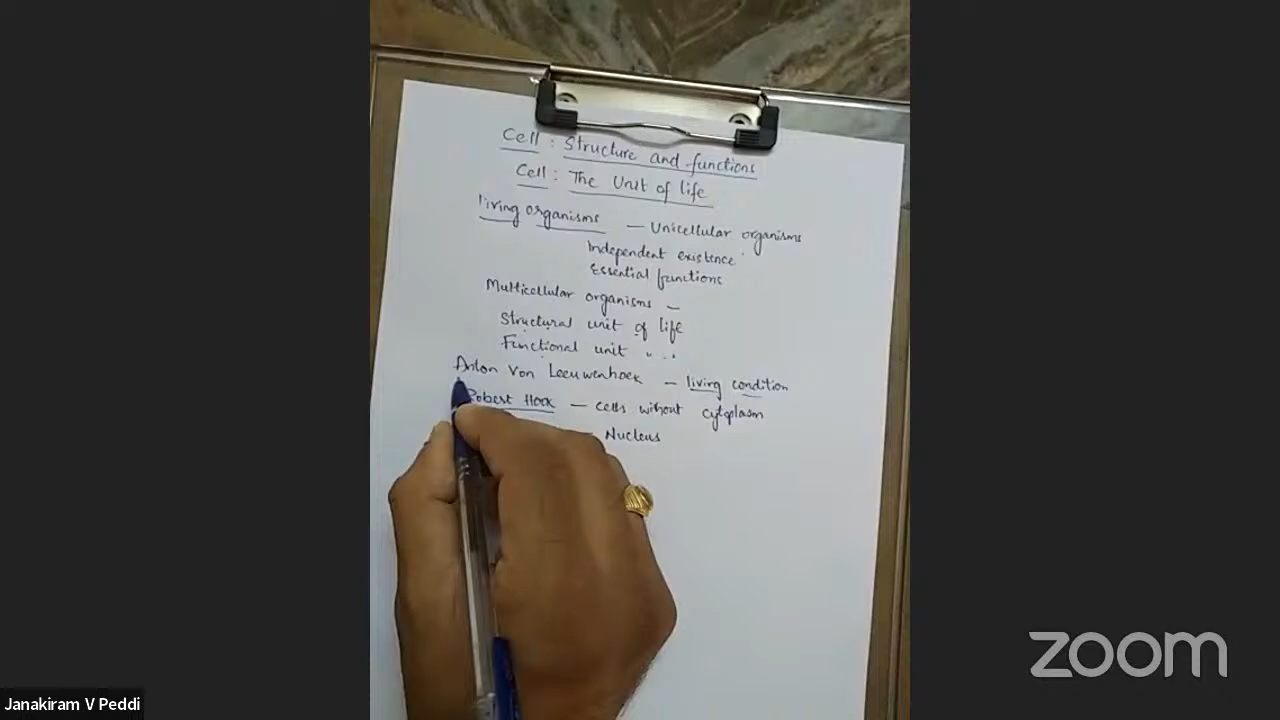 Cell : Structure and functions
Cell : The Unit of life
living organisms — Unicellular organisms
Independent existence
Essential functions
Multicellular organisms —
Structural unit of life
Functional unit " "
Anton Von Leeuwenhoek — living condition
Robert Hook — cells without cytoplasm
— Nucleus
zoom
Janakiram V Peddi